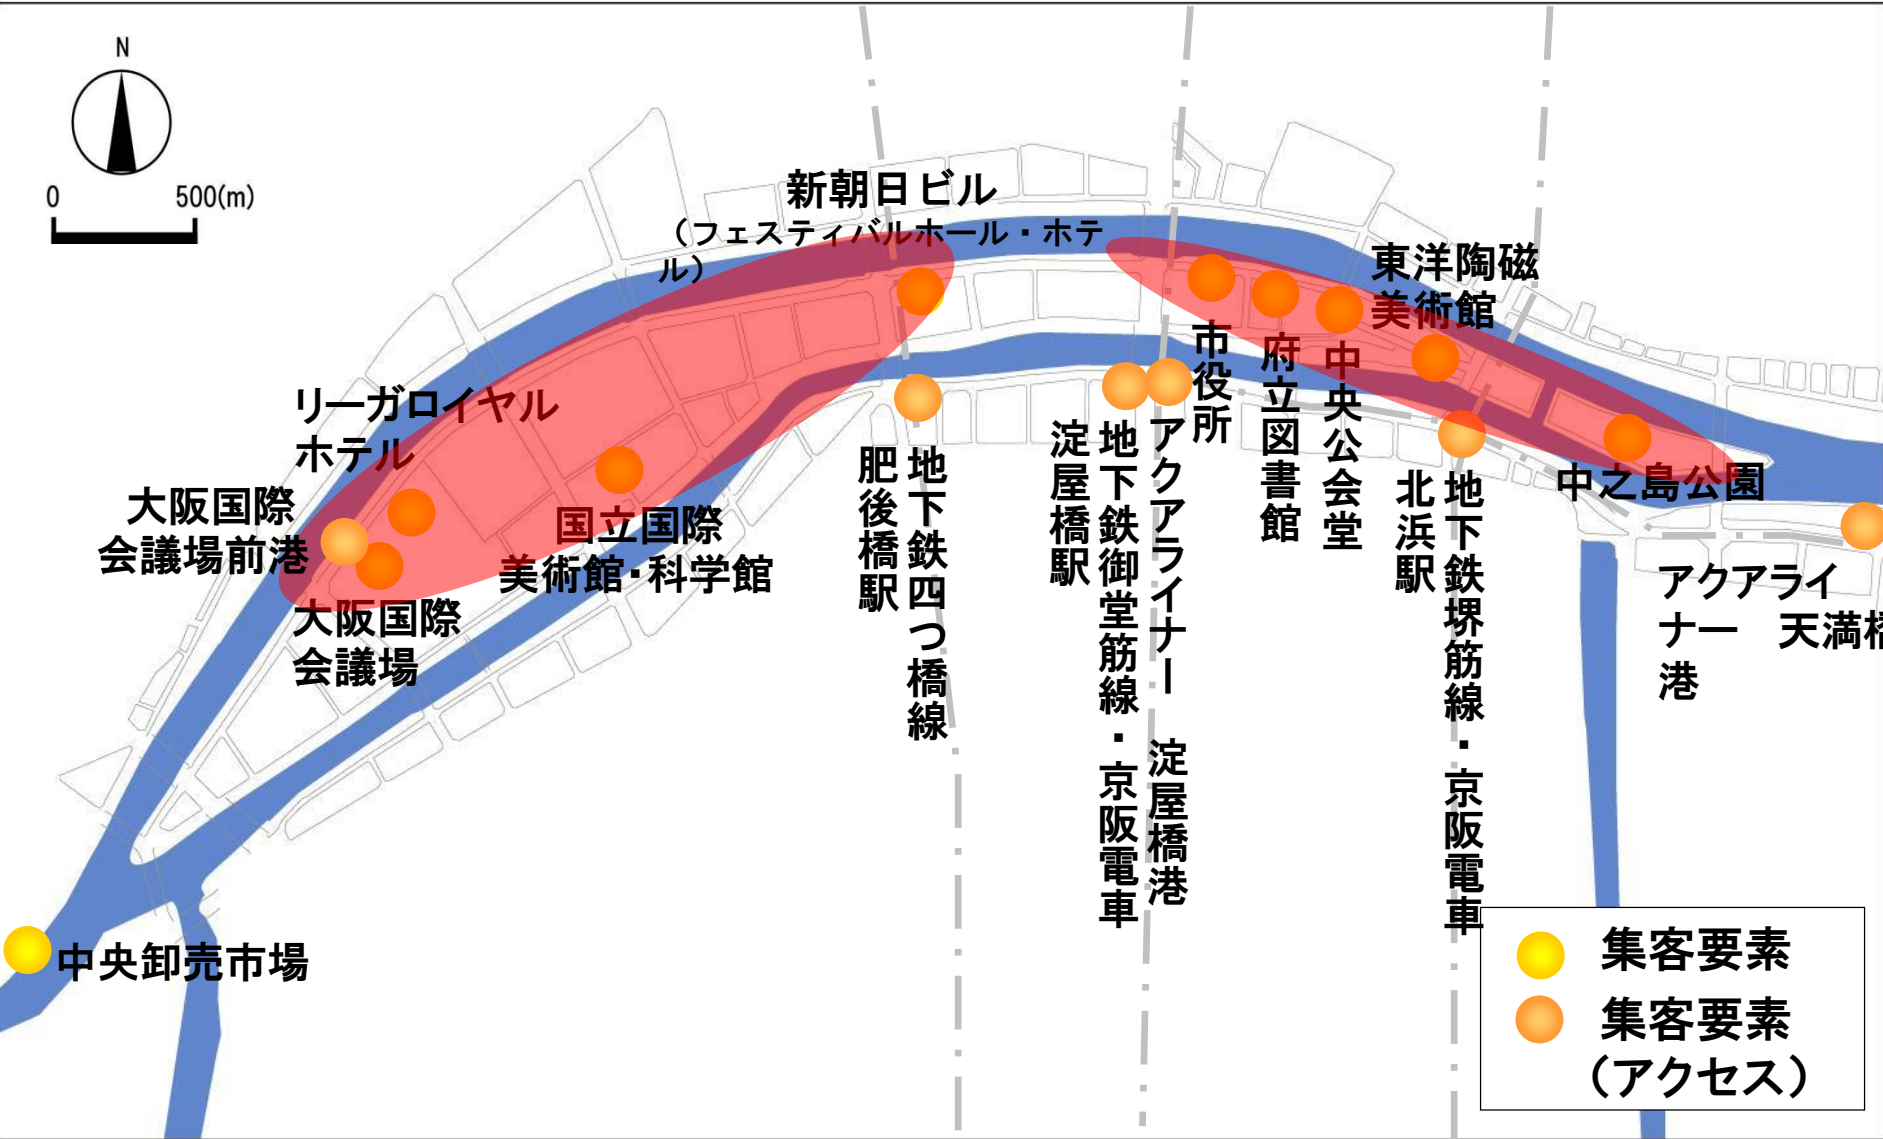 N
0 500(m)
新朝日ビル
（フェスティバルホール・ホテ
ル）
東洋陶磁
美術館
リーガロイヤル
ホテル
大阪国際
会議場前港
国立国際
美術館・科学館
大阪国際
会議場
地下鉄四つ橋線
肥後橋駅
市役所
府立図書館
中央公会堂
アクアライナー 淀屋橋港
地下鉄御堂筋線・京阪電車
淀屋橋駅
地下鉄堺筋線・京阪電車
北浜駅
中之島公園
アクアライ
ナー 天満橋
港
中央卸売市場
集客要素
集客要素
（アクセス）